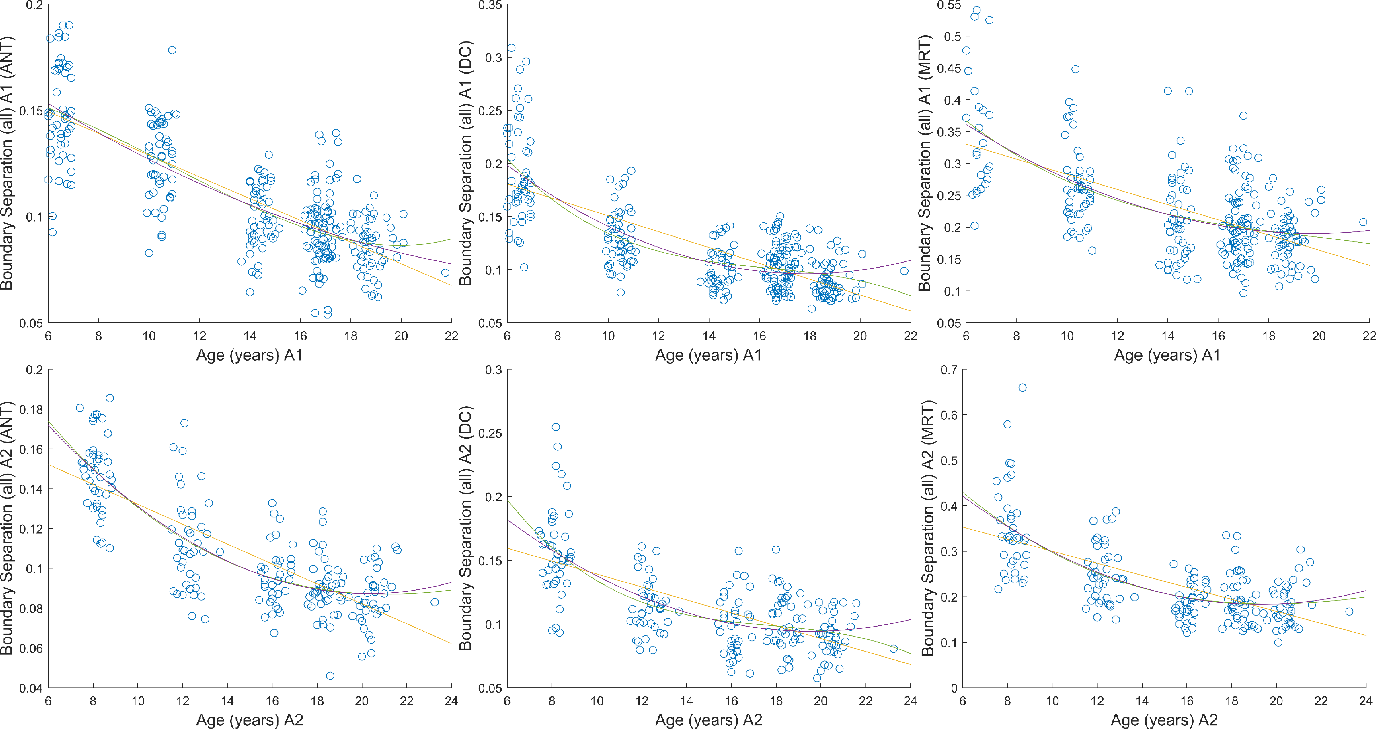 0.2
0.15
0.1
0.05
Boundary Separation (all) A1 (ANT)
6 8 10 12 14 16 18 20 22
Age (years) A1
0.35
0.3
0.25
0.2
0.15
0.1
0.05
Boundary Separation (all) A1 (DC)
6 8 10 12 14 16 18 20 22
Age (years) A1
0.55
0.5
0.45
0.4
0.35
0.3
0.25
0.2
0.15
0.1
0.05
Boundary Separation (all) A1 (MRT)
6 8 10 12 14 16 18 20 22
Age (years) A1
0.2
0.18
0.16
0.14
0.12
0.1
0.08
0.06
0.04
Boundary Separation (all) A2 (ANT)
6 8 10 12 14 16 18 20 22 24
Age (years) A2
0.3
0.25
0.2
0.15
0.1
0.05
Boundary Separation (all) A2 (DC)
6 8 10 12 14 16 18 20 22 24
Age (years) A2
0.7
0.6
0.5
0.4
0.3
0.2
0.1
0
Boundary Separation (all) A2 (MRT)
6 8 10 12 14 16 18 20 22 24
Age (years) A2